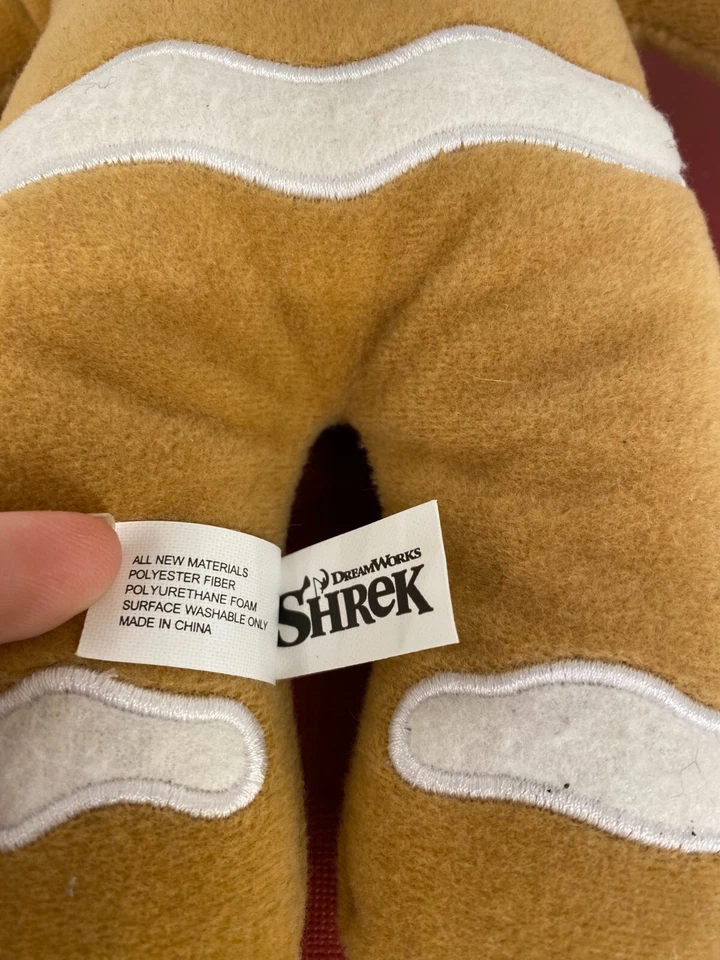 ALL NEW MATERIALS
POLYESTER FIBER
POLYURETHANE FOAM
SURFACE WASHABLE ONLY
MADE IN CHINA
DREAMWORKS
SHREK